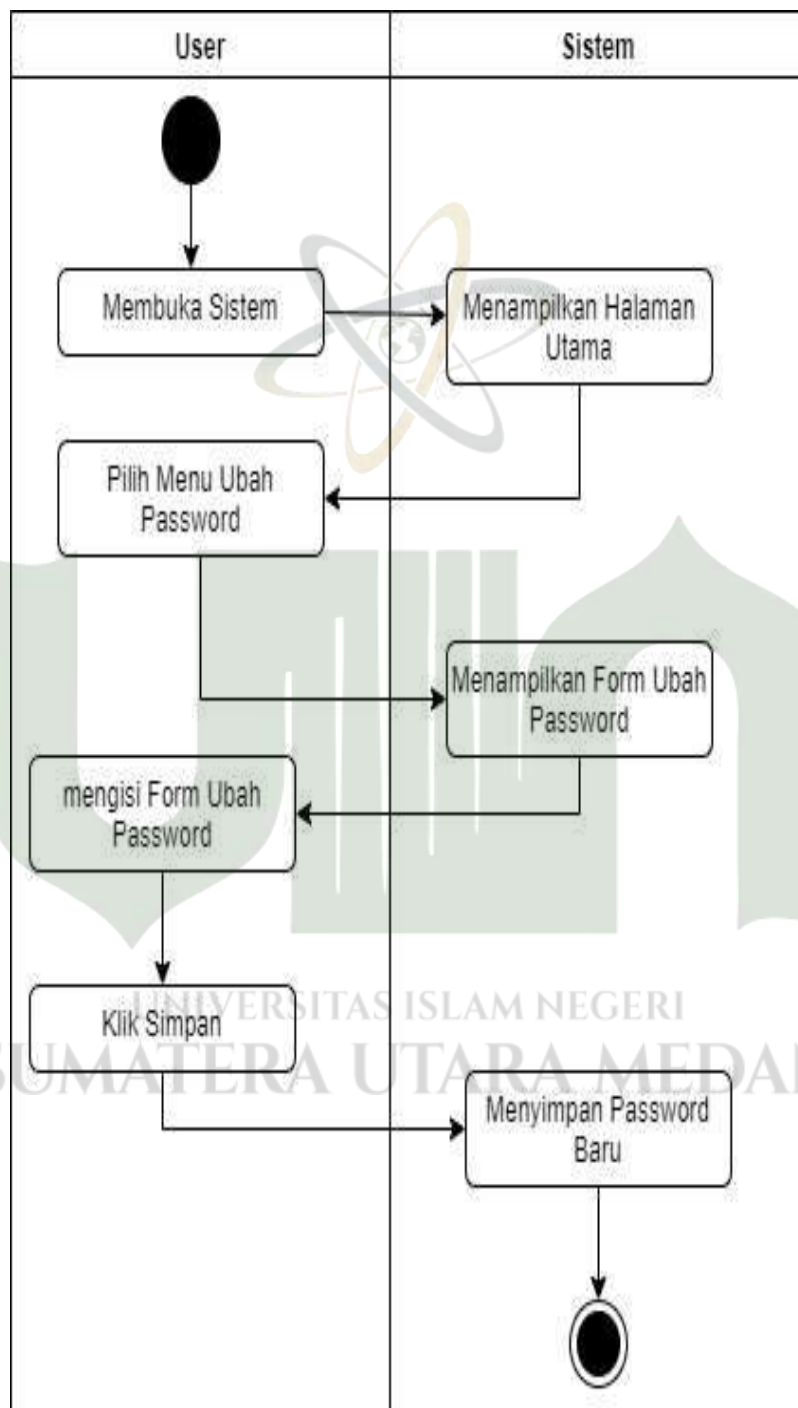 User
Sistem
Membuka Sistem
Menampilkan Halaman
Utama
Pilih Menu Ubah
Password
Menampilkan Form Ubah
Password
mengisi Form Ubah
Password
Klik Simpan
UNIVERSITAS ISLAM NEGERI
SUMATERA UTARA MEDAN
Menyimpan Password
Baru